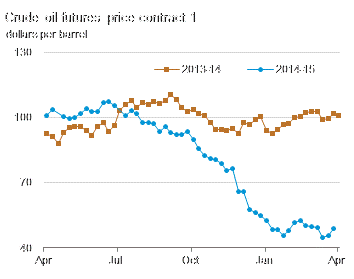 Crude oil futures price contract 1
dollars per barrel
130
2013-14 2014-15
100
70
40
Apr Jul Oct Jan Apr